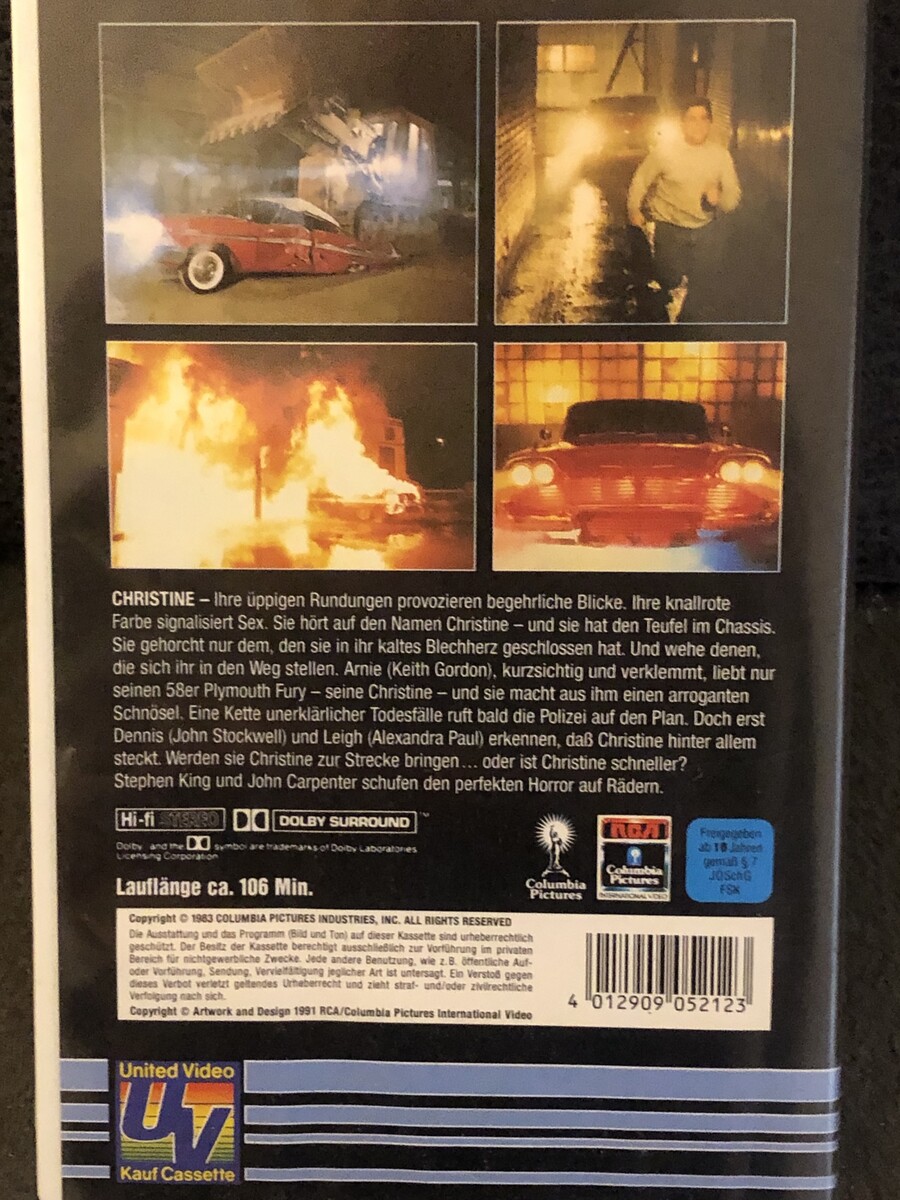 CHRISTINE – Ihre üppigen Rundungen provozieren begehrliche Blicke. Ihre knallrote
Farbe signalisiert Sex. Sie hört auf den Namen Christine – und sie hat den Teufel im Chassis.
Sie gehorcht nur dem, den sie in ihr kaltes Blechherz geschlossen hat. Und wehe denen,
die sich ihr in den Weg stellen. Arnie (Keith Gordon), kurzsichtig und verklemmt, liebt nur
seinen 58er Plymouth Fury – seine Christine – und sie macht aus ihm einen arroganten
Schnösel. Eine Kette unerklärlicher Todesfälle ruft bald die Polizei auf den Plan. Doch erst
Dennis (John Stockwell) und Leigh (Alexandra Paul) erkennen, daß Christine hinter allem
steckt. Werden sie Christine zur Strecke bringen... oder ist Christine schneller?
Stephen King und John Carpenter schufen den perfekten Horror auf Rädern.
Hi-fi STEREO DOLBY SURROUND ™
Dolby and the symbol are trademarks of Dolby Laboratories
Licensing Corporation
Lauflänge ca. 106 Min.
Columbia
Pictures
RCA
Columbia
Pictures
INTERNATIONAL VIDEO
Freigegeben
ab 16 Jahren
gemäß § 7
JÖSchG
FSK
Copyright © 1983 COLUMBIA PICTURES INDUSTRIES, INC. ALL RIGHTS RESERVED
Die Ausstattung und das Programm (Bild und Ton) auf dieser Kassette sind urheberrechtlich
geschützt. Der Besitz der Kassette berechtigt ausschließlich zur Vorführung im privaten
Bereich für nichtgewerbliche Zwecke. Jede andere Benutzung, wie z.B. öffentliche Auf-
oder Vorführung, Sendung, Vervielfältigung jeglicher Art ist untersagt. Ein Verstoß gegen
dieses Verbot verletzt geltendes Urheberrecht und zieht straf- und/oder zivilrechtliche
Verfolgung nach sich.
Copyright © Artwork and Design 1991 RCA/Columbia Pictures International Video
4 012909 052123
United Video
UV
Kauf Cassette